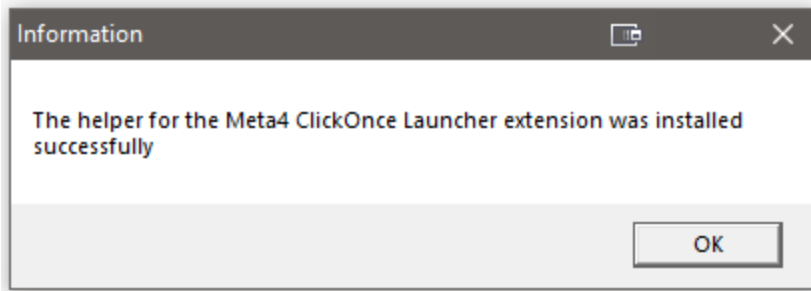 Information
The helper for the Meta4 ClickOnce Launcher extension was installed
successfully
OK